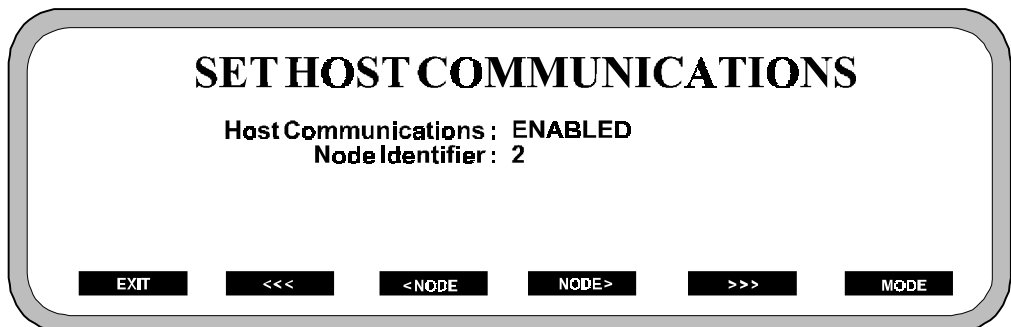 SET HOST COMMUNICATIONS
Host Communications : ENABLED
Node Identifier : 2
EXIT <<< <NODE NODE> >>> MODE